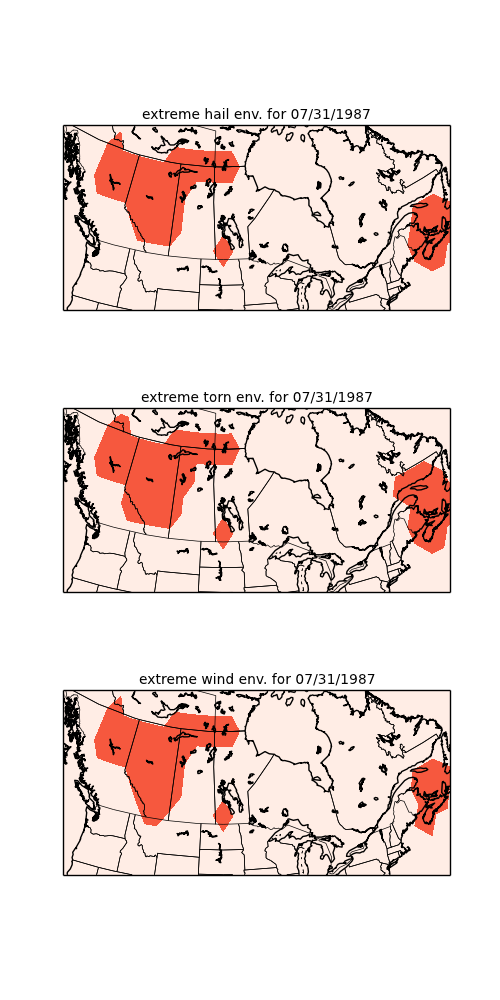 extreme hail env. for 07/31/1987
extreme torn env. for 07/31/1987
extreme wind env. for 07/31/1987